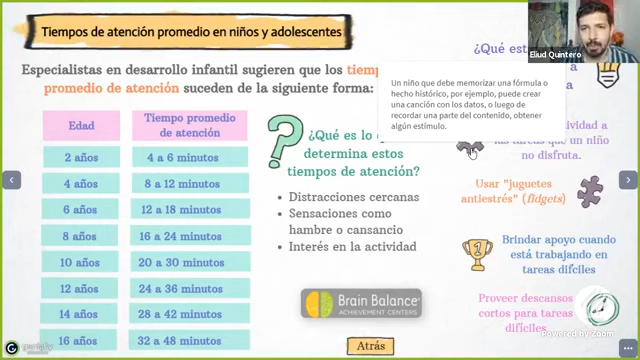 Tiempos de atención promedio en niños y adolescentes
¿Qué est
Eliud Quintero
a
a
Especialistas en desarrollo infantil sugieren que los tiemp
promedio de atención suceden de la siguiente forma:
Un niño que debe memorizar una fórmula o
hecho histórico, por ejemplo, puede crear
una canción con los datos, o luego de
recordar una parte del contenido, obtener
algún estímulo.
Edad
Tiempo promedio
de atención
2 años
4 a 6 minutos
4 años
8 a 12 minutos
6 años
12 a 18 minutos
8 años
16 a 24 minutos
10 años
20 a 30 minutos
12 años
24 a 36 minutos
14 años
28 a 42 minutos
16 años
32 a 48 minutos
¿Qué es lo q
determina estos
tiempos de atención?
• Distracciones cercanas
• Sensaciones como
hambre o cansancio
• Interés en la actividad
Brain Balance
ACHIEVEMENT CENTERS
Atrás
ividad a
las tareas que un niño
no disfruta.
Usar "juguetes
antiestrés" (fidgets)
1
Brindar apoyo cuando
está trabajando en
tareas difíciles
Proveer descansos
cortos para tareas
difíciles.
Powered by Zoom
genially